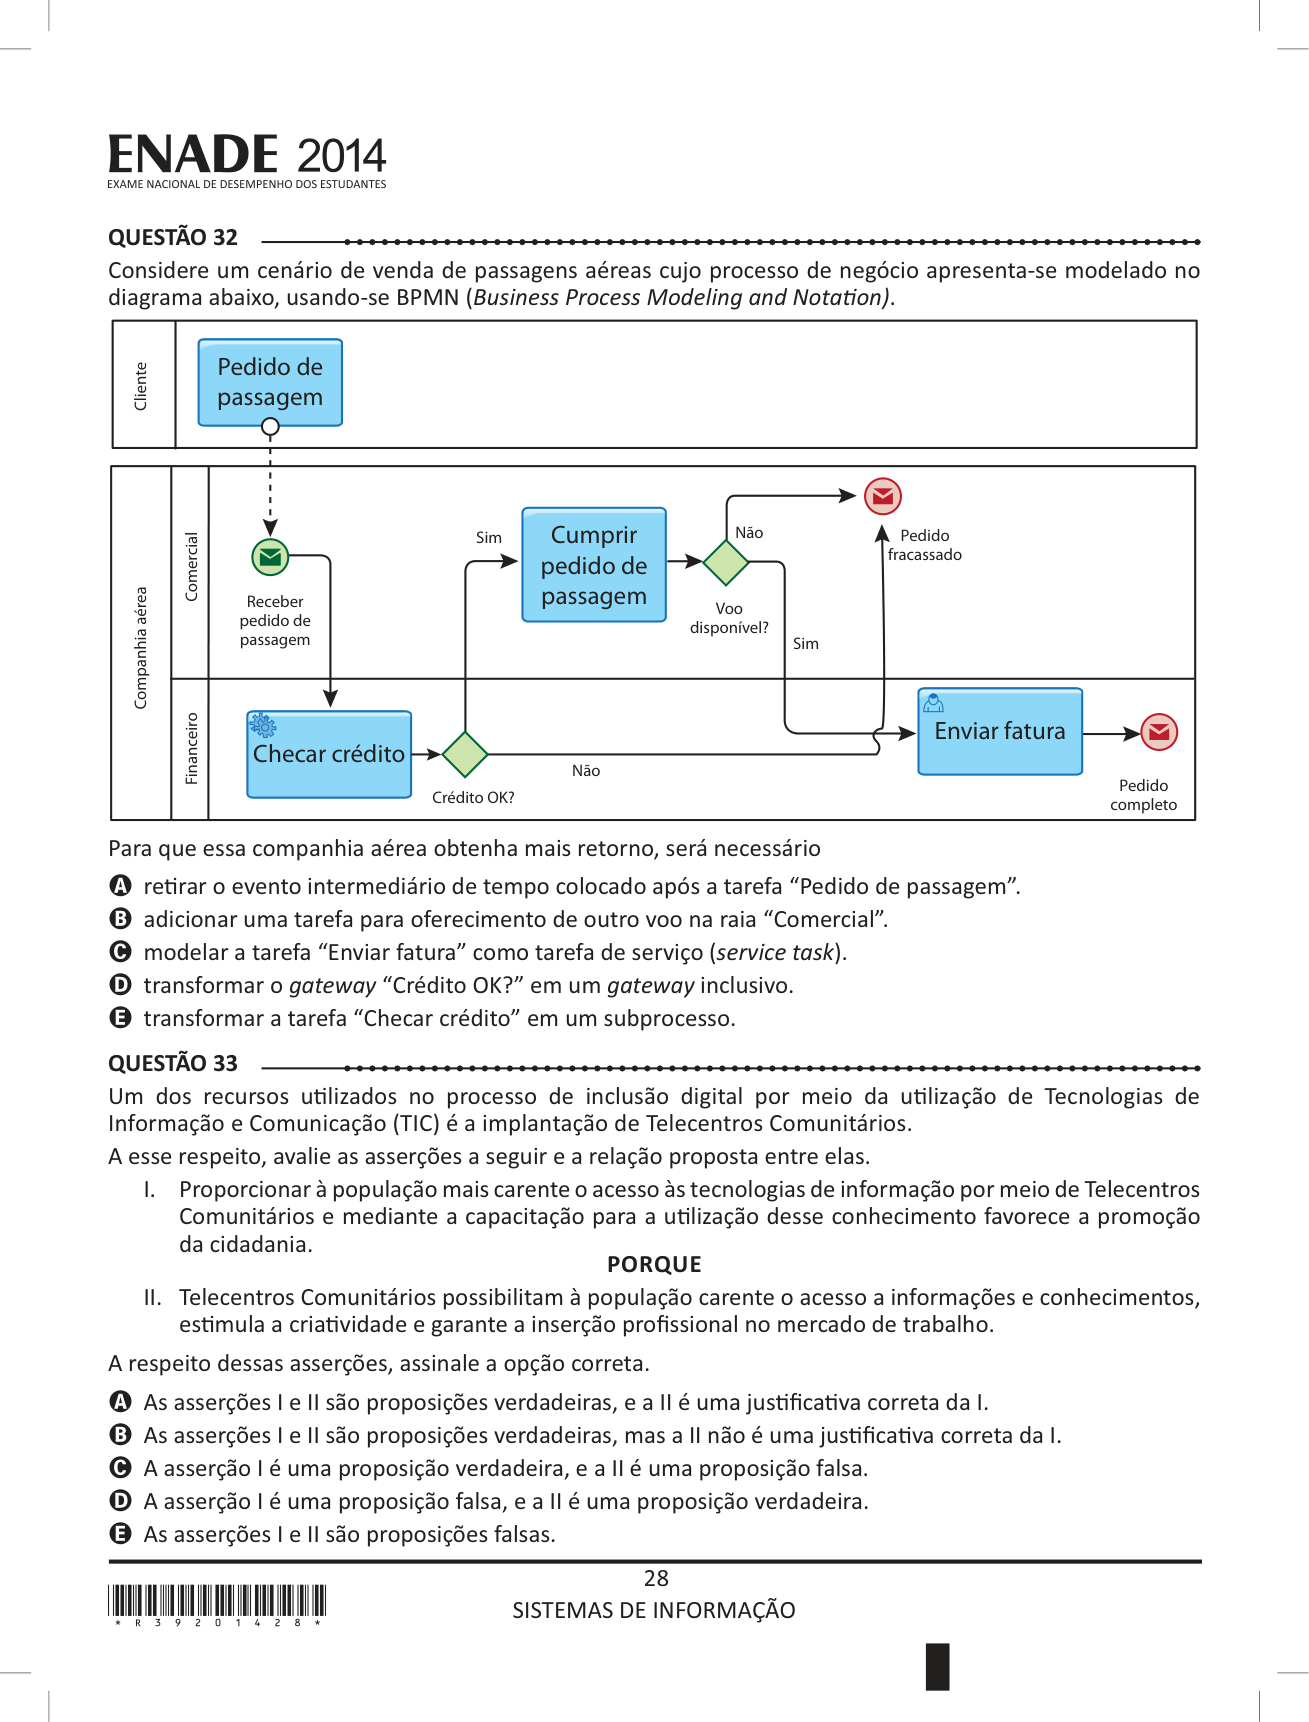 ENADE 2014
EXAME NACIONAL DE DESEMPENHO DOS ESTUDANTES
QUESTÃO 32
Considere um cenário de venda de passagens aéreas cujo processo de negócio apresenta-se modelado no
diagrama abaixo, usando-se BPMN (Business Process Modeling and Notation).
Cliente
Pedido de
passagem
Companhia aérea
Comercial
Receber
pedido de
passagem
Sim
Cumprir
pedido de
passagem
Não
Voo
disponível?
Sim
Pedido
fracassado
Financeiro
Checar crédito
Crédito OK?
Não
Enviar fatura
Pedido
completo
Para que essa companhia aérea obtenha mais retorno, será necessário
A retirar o evento intermediário de tempo colocado após a tarefa “Pedido de passagem”.
B adicionar uma tarefa para oferecimento de outro voo na raia “Comercial”.
C modelar a tarefa “Enviar fatura” como tarefa de serviço (service task).
D transformar o gateway “Crédito OK?” em um gateway inclusivo.
E transformar a tarefa “Checar crédito” em um subprocesso.
QUESTÃO 33
Um dos recursos utilizados no processo de inclusão digital por meio da utilização de Tecnologias de
Informação e Comunicação (TIC) é a implantação de Telecentros Comunitários.
A esse respeito, avalie as asserções a seguir e a relação proposta entre elas.
I. Proporcionar à população mais carente o acesso às tecnologias de informação por meio de Telecentros
Comunitários e mediante a capacitação para a utilização desse conhecimento favorece a promoção
da cidadania.
PORQUE
II. Telecentros Comunitários possibilitam à população carente o acesso a informações e conhecimentos,
estimula a criatividade e garante a inserção profissional no mercado de trabalho.
A respeito dessas asserções, assinale a opção correta.
A As asserções I e II são proposições verdadeiras, e a II é uma justificativa correta da I.
B As asserções I e II são proposições verdadeiras, mas a II não é uma justificativa correta da I.
C A asserção I é uma proposição verdadeira, e a II é uma proposição falsa.
D A asserção I é uma proposição falsa, e a II é uma proposição verdadeira.
E As asserções I e II são proposições falsas.
28
SISTEMAS DE INFORMAÇÃO
* R 3 9 2 0 1 4 2 8 *